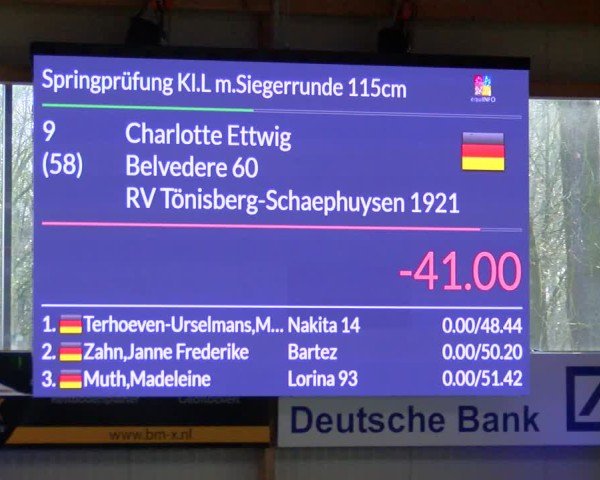 Springprüfung Kl.L m.Siegerrunde 115cm
equiINFO
9 Charlotte Ettwig
(58) Belvedere 60
RV Tönisberg-Schaephuysen 1921
-41.00
1. Terhoeven-Urselmans,M... Nakita 14 0.00/48.44
2. Zahn,Janne Frederike Bartez 0.00/50.20
3. Muth,Madeleine Lorina 93 0.00/51.42
Deutsche Bank
www.bm-x.nl